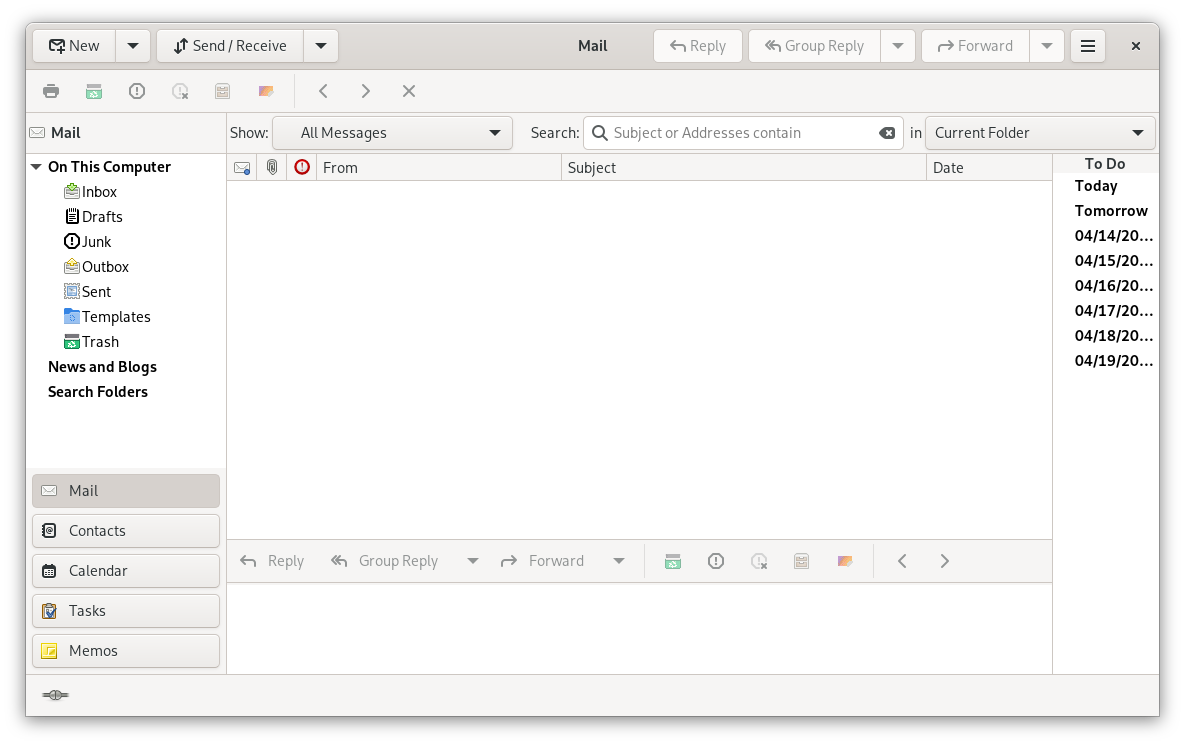 New
Send / Receive
Mail
Reply
Group Reply
Forward
Mail
Show:
All Messages
Search:
Subject or Addresses contain
in
Current Folder
On This Computer
Inbox
Drafts
Junk
Outbox
Sent
Templates
Trash
News and Blogs
Search Folders
From
Subject
Date
To Do
Today
Tomorrow
04/14/20...
04/15/20...
04/16/20...
04/17/20...
04/18/20...
04/19/20...
Mail
Contacts
Calendar
Tasks
Memos
Reply
Group Reply
Forward